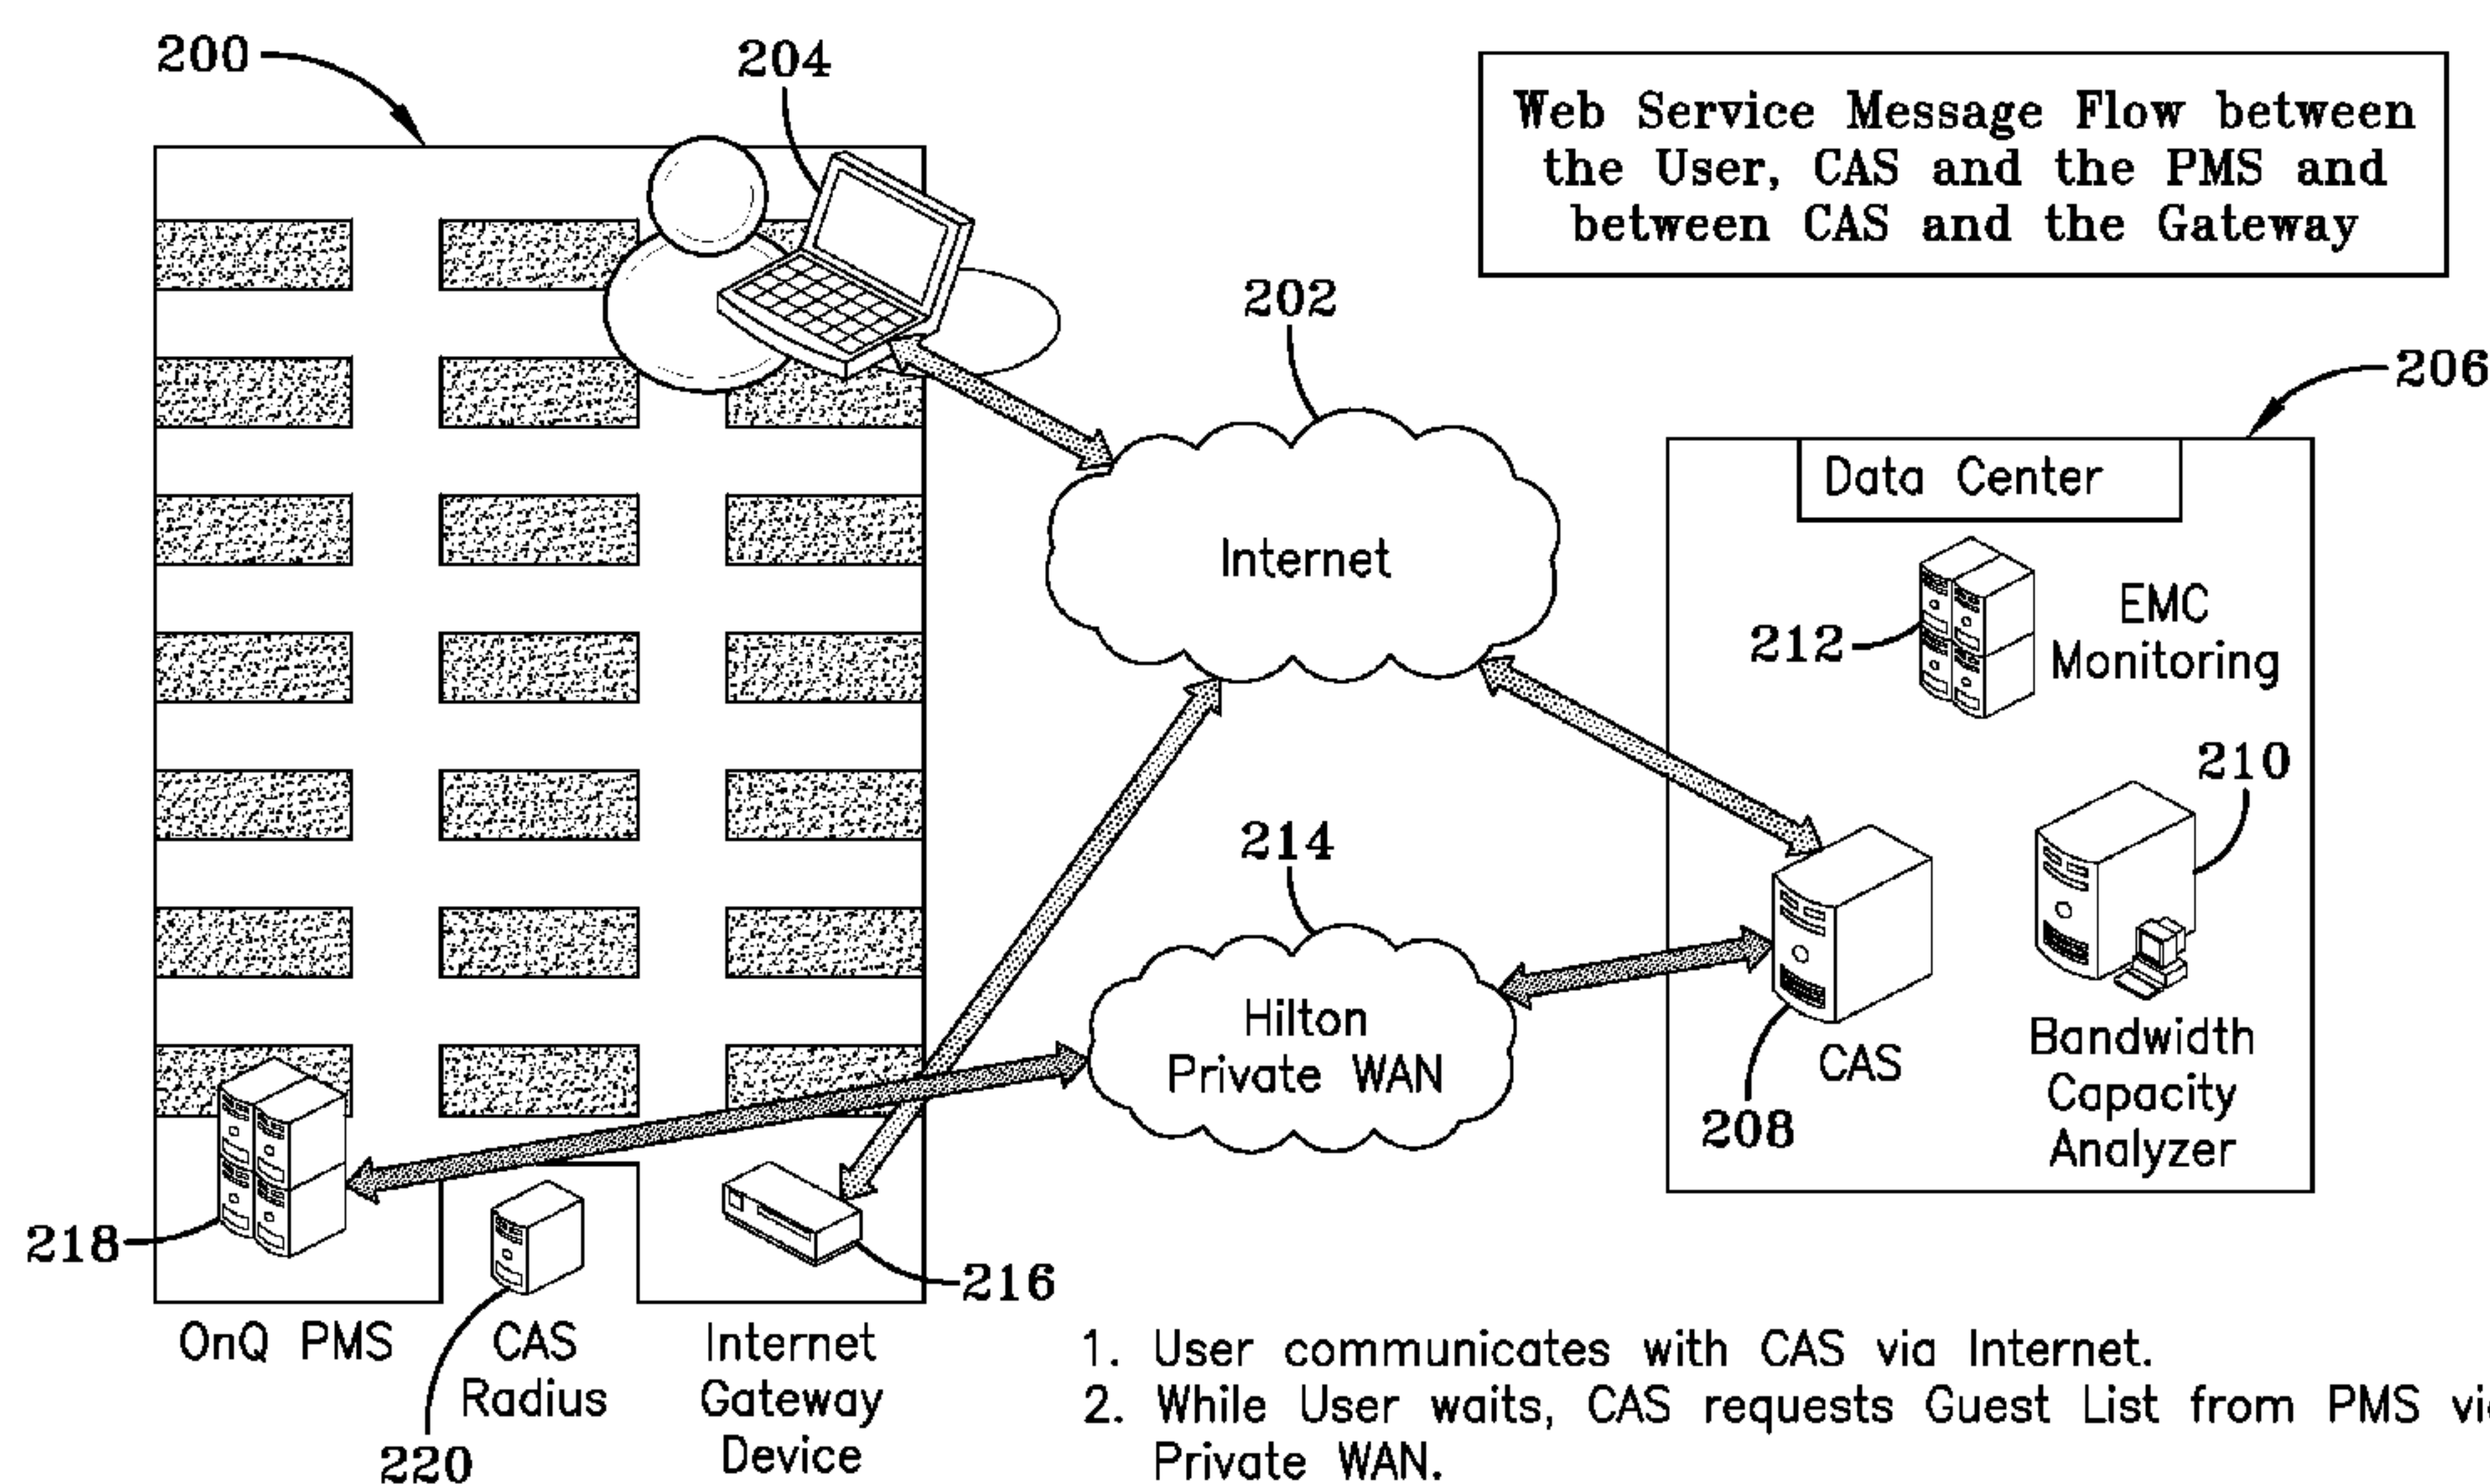 200
204
Web Service Message Flow between
the User, CAS and the PMS and
between CAS and the Gateway
202
206
Data Center
Internet
EMC
Monitoring
212
210
214
Hilton
Private WAN
CAS
208
Bandwidth
Capacity
Analyzer
218
216
OnQ PMS
CAS
Radius
220
Internet
Gateway
Device
1. User communicates with CAS via Internet.
2. While User waits, CAS requests Guest List from PMS
Private WAN.